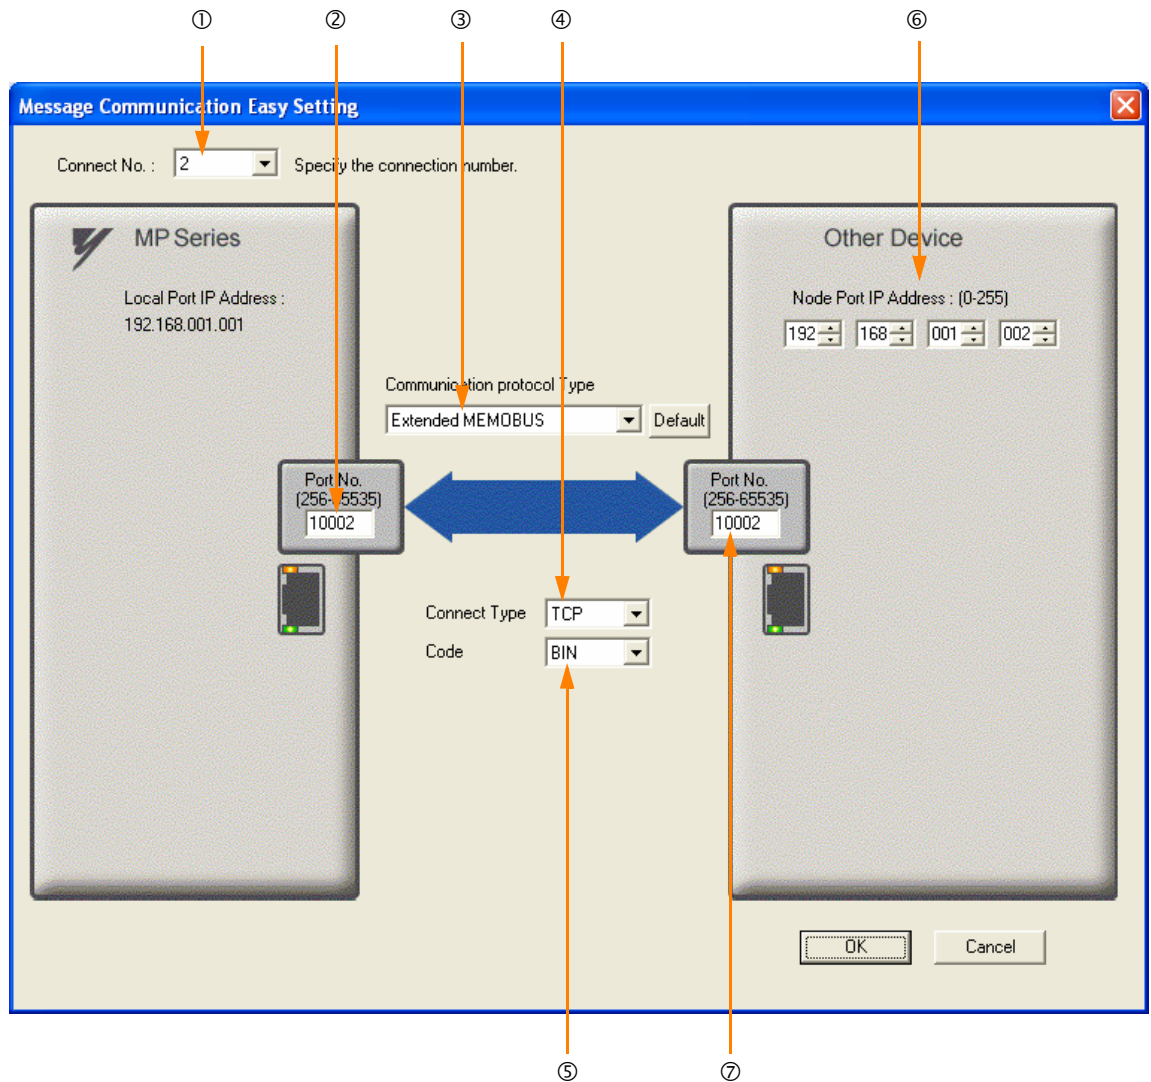 ① ② ③ ④ ⑥
Message Communication Easy Setting
Connect No. : 2 Specify the connection number.
MP Series
Local Port IP Address :
192.168.001.001
Other Device
Node Port IP Address : (0-255)
192 168 001 002
Communication protocol Type
Extended MEMOBUS Default
Port No.
(256-65535)
10002
Port No.
(256-65535)
10002
Connect Type TCP
Code BIN
OK Cancel
⑤ ⑦